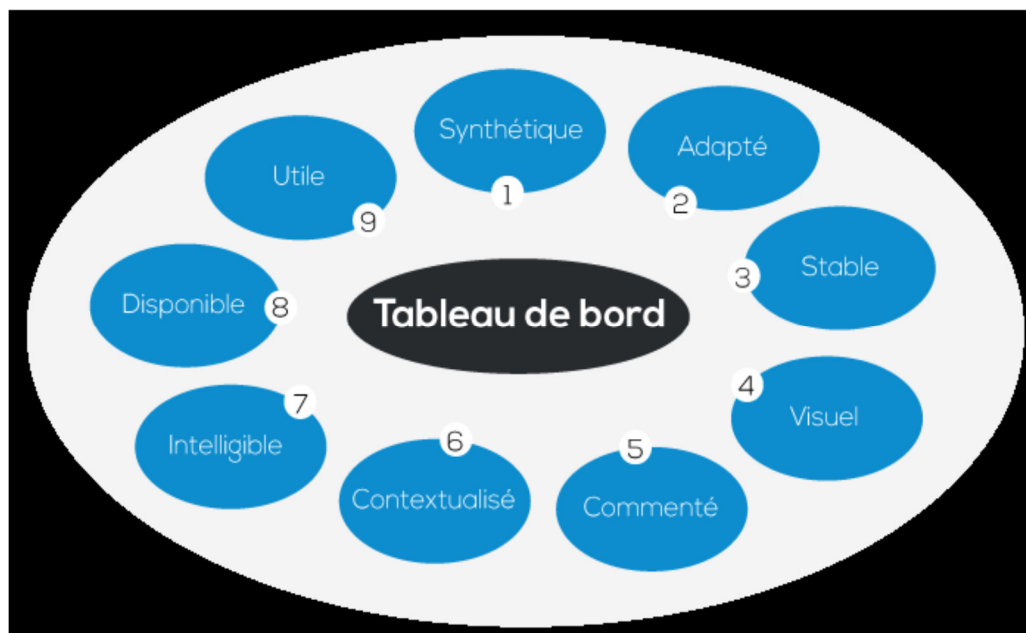 Synthétique
1
Adapté
2
Stable
3
Visuel
4
Commenté
5
Contextualisé
6
Intelligible
7
Disponible
8
Utile
9
Tableau de bord